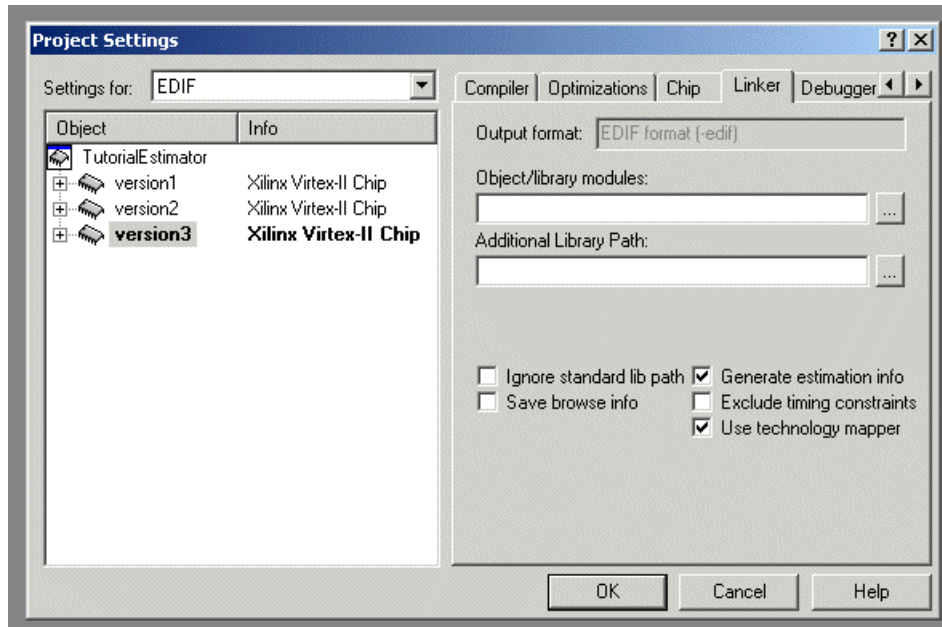 Project Settings
Settings for: EDIF
Object Info
TutorialEstimator
version1 Xilinx Virtex-II Chip
version2 Xilinx Virtex-II Chip
version3 Xilinx Virtex-II Chip
Compiler Optimizations Chip Linker Debugger
Output format: EDIF format (-edif)
Object/library modules:
...
Additional Library Path:
...
Ignore standard lib path Generate estimation info
Save browse info Exclude timing constraints
Use technology mapper
OK Cancel Help